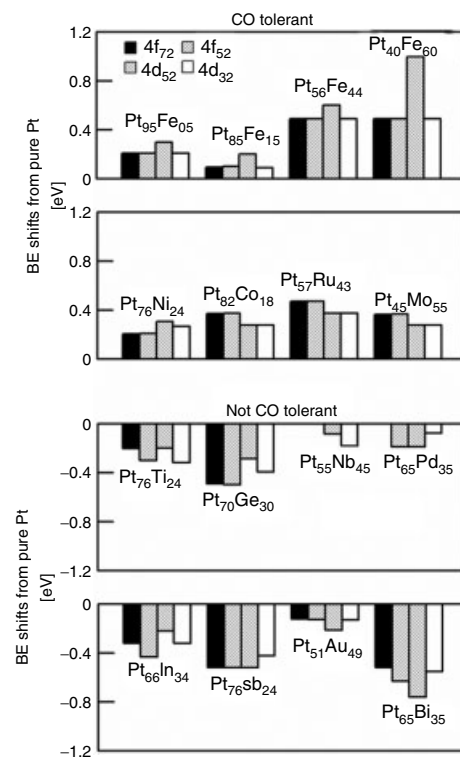 CO tolerant
4f72 4f52
4d52 4d32
Pt40Fe60
Pt56Fe44
Pt95Fe05
Pt85Fe15
1.2
0.8
0.4
0
BE shifts from pure Pt
[eV]
1.2
0.8
0.4
0
Pt76Ni24
Pt82Co18
Pt57Ru43
Pt45Mo55
Not CO tolerant
0
−0.4
−0.8
−1.2
Pt76Ti24
Pt70Ge30
Pt55Nb45
Pt65Pd35
BE shifts from pure Pt
[eV]
0
−0.4
−0.8
−1.2
Pt66In34
Pt76sb24
Pt51Au49
Pt65Bi35